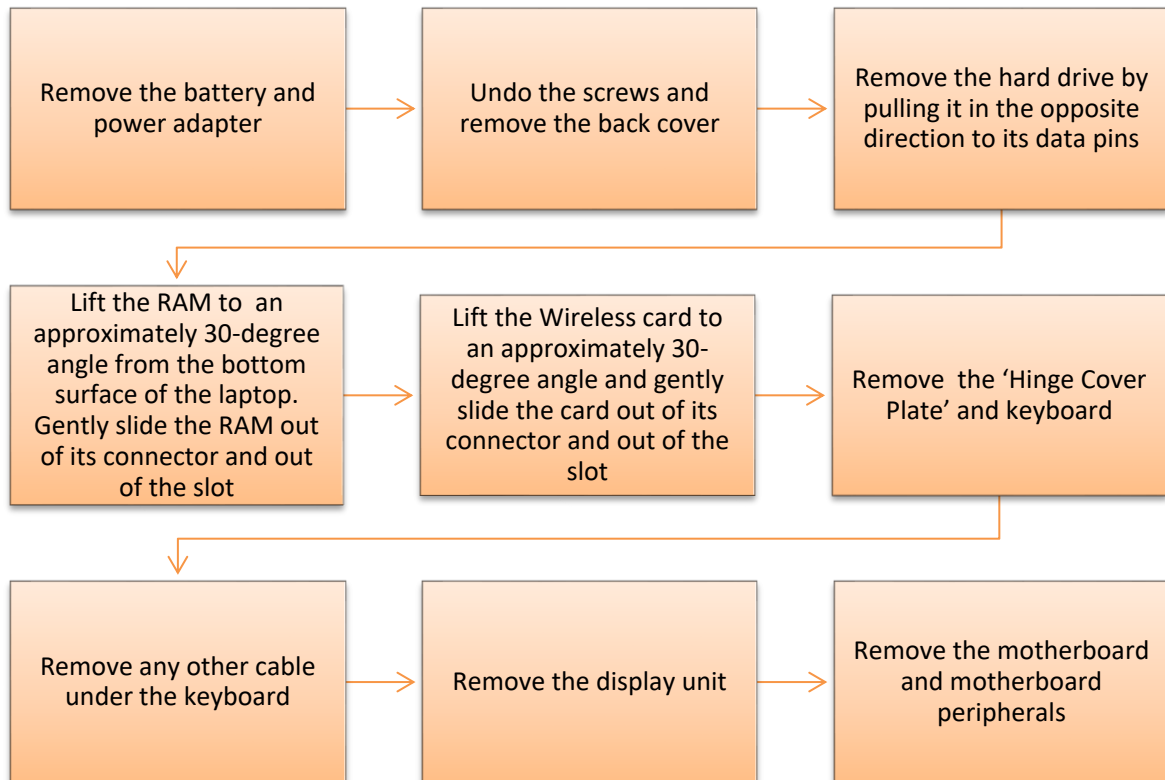 Remove the battery and
power adapter
Undo the screws and
remove the back cover
Remove the hard drive by
pulling it in the opposite
direction to its data pins
Lift the RAM to  an
approximately 30-degree
angle from the bottom
surface of the laptop.
Gently slide the RAM out
of its connector and out
of the slot
Lift the Wireless card to
an approximately 30-
degree angle and gently
slide the card out of its
connector and out of the
slot
Remove  the ‘Hinge Cover
Plate’ and keyboard
Remove any other cable
under the keyboard
Remove the display unit
Remove the motherboard
and motherboard
peripherals